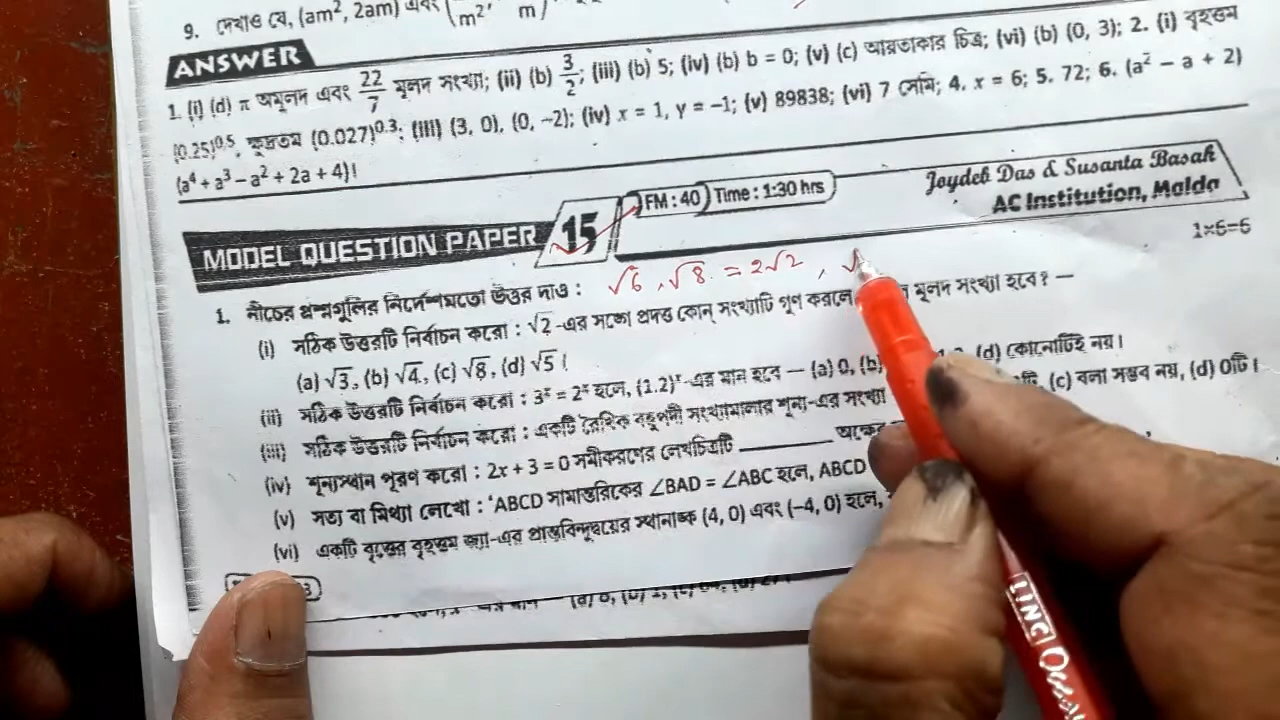 9. দেখাও যে, (am², 2am) এবং (
m² m)
ANSWER
1. (i) (d) π অমূলদ এবং 22/7 মূলদ সংখ্যা; (ii) (b) 3/2; (iii) (b) 5; (iv) (b) b = 0; (v) (c) আয়তাকার চিত্র; (vi) (b) (0, 3); 2. (i) বৃহত্তম
(0.25)^0.5, ক্ষুদ্রতম (0.027)^0.3; (iii) (3, 0), (0, –2); (iv) x = 1, y = –1; (v) 89838; (vi) 7 সেমি; 4. x = 6; 5. 72; 6. (a² – a + 2)
(a⁴ + a³ – a² + 2a + 4)।
MODEL QUESTION PAPER 15 FM : 40 Time : 1:30 hrs
Joydeb Das & Susanta Basak
AC Institution, Malda
1×6=6
√6 , √8 = 2√2 , √
1. নীচের প্রশ্নগুলির নির্দেশমতো উত্তর দাও :
(i) সঠিক উত্তরটি নির্বাচন করো : √2-এর সঙ্গে প্রদত্ত কোন্ সংখ্যাটি গুণ করলে মূলদ সংখ্যা হবে? —
(a) √3, (b) √4, (c) √8, (d) √5।
(ii) সঠিক উত্তরটি নির্বাচন করো : 3ˣ = 2ˣ হলে, (1.2)ˣ-এর মান হবে — (a) 0, (b) (d) কোনোটিই নয়।
(iii) সঠিক উত্তরটি নির্বাচন করো : একটি রৈখিক বহুপদী সংখ্যামালার শূন্য-এর সংখ্যা (c) বলা সম্ভব নয়, (d) 0টি।
(iv) শূন্যস্থান পূরণ করো : 2x + 3 = 0 সমীকরণের লেখচিত্রটি ________ অক্ষের
(v) সত্য বা মিথ্যা লেখো : 'ABCD সামান্তরিকের ∠BAD = ∠ABC হলে, ABCD
(vi) একটি বৃত্তের বৃহত্তম জ্যা-এর প্রান্তবিন্দুদ্বয়ের স্থানাঙ্ক (4, 0) এবং (–4, 0) হলে,
LINC Ocean